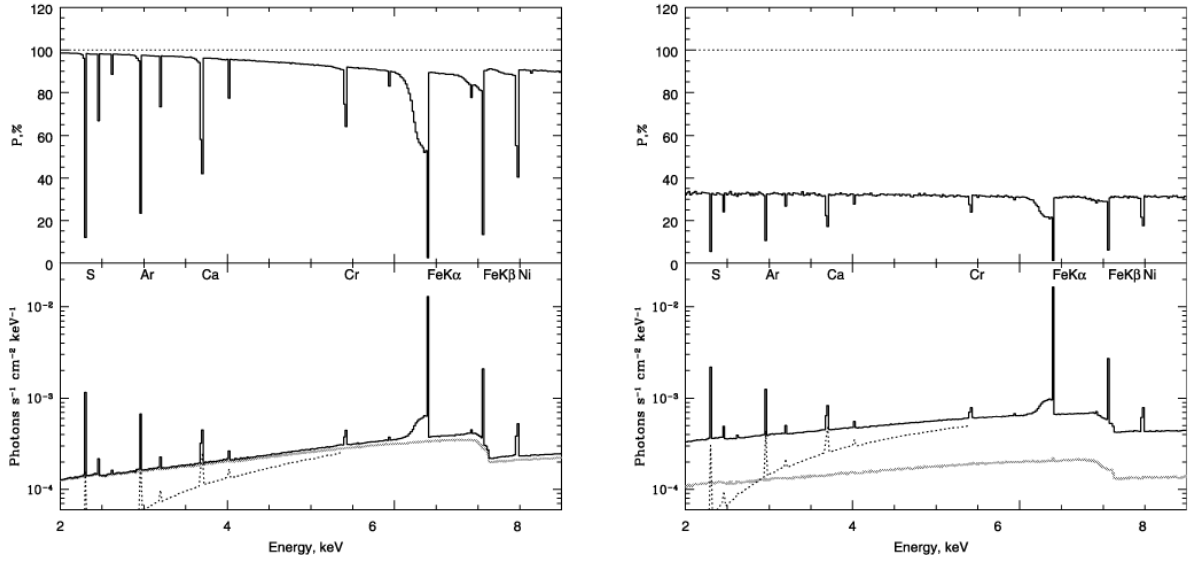 100
80
60
40
20
0
P,%
S Ar Ca Cr FeKα FeKβ Ni
10⁻²
10⁻³
10⁻⁴
Photons s⁻¹ cm⁻² keV⁻¹
2 4 6 8
Energy, keV
100
80
60
40
20
0
P,%
S Ar Ca Cr FeKα FeKβ Ni
10⁻²
10⁻³
10⁻⁴
Photons s⁻¹ cm⁻² keV⁻¹
2 4 6 8
Energy, keV